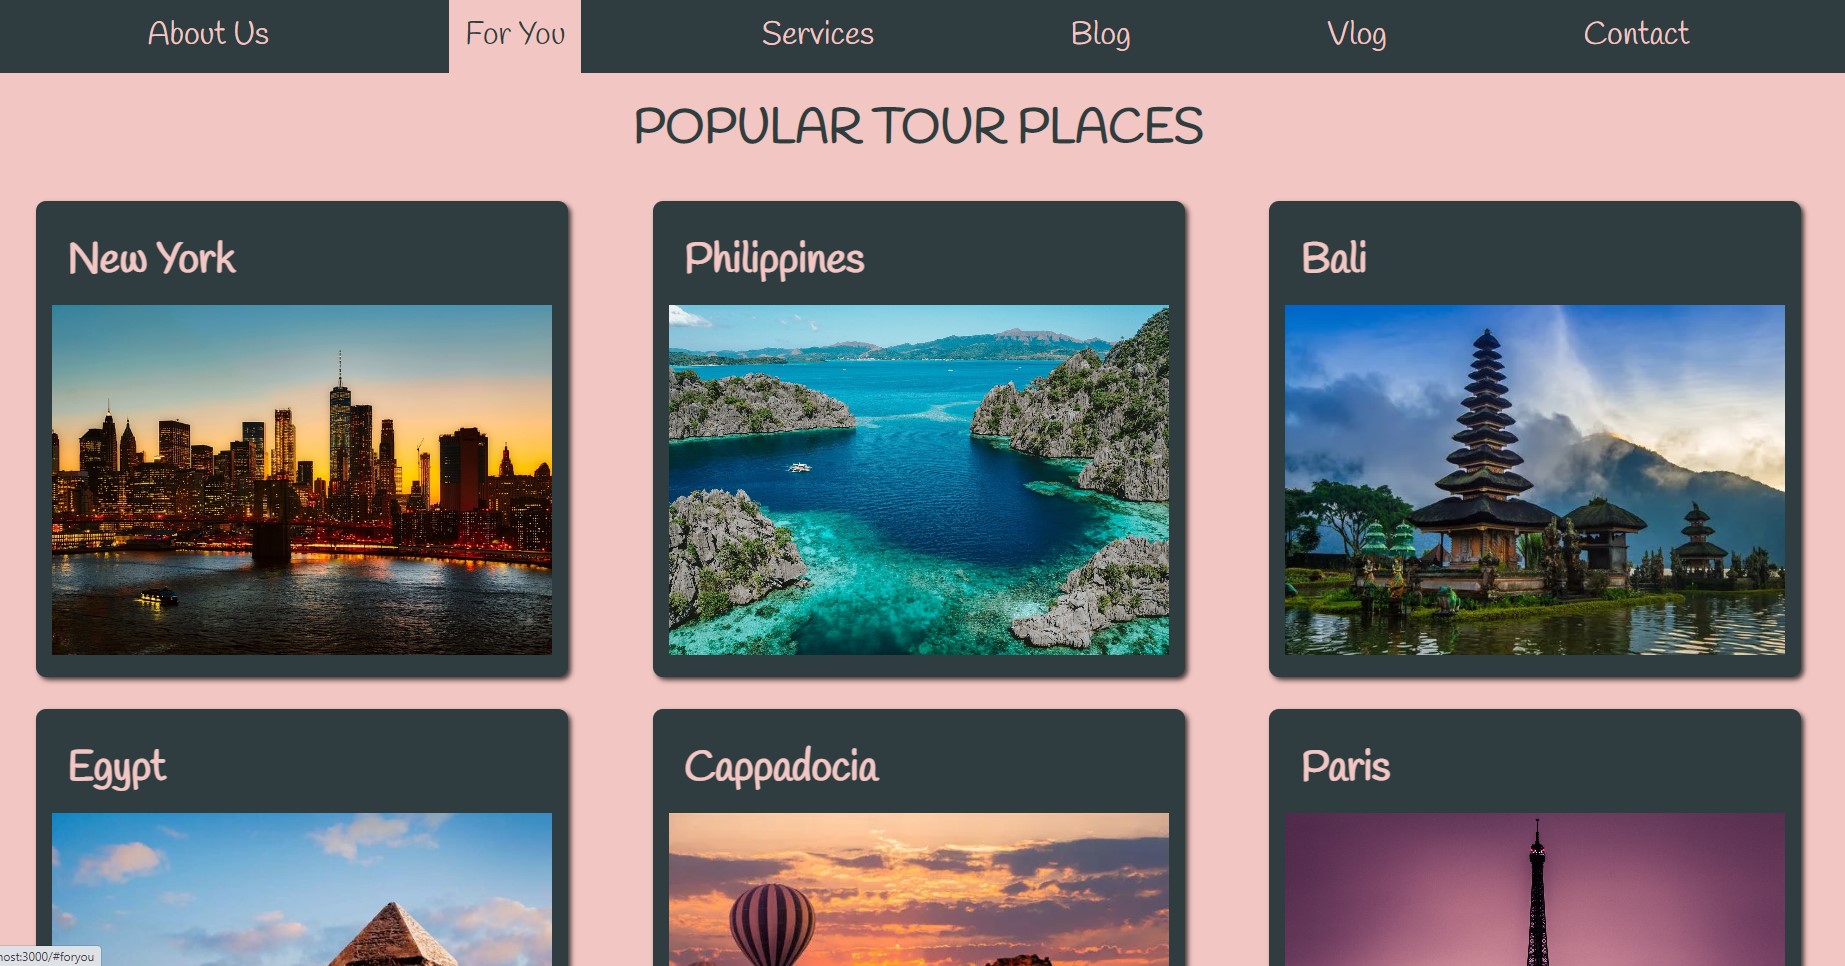 About Us For You Services Blog Vlog Contact
POPULAR TOUR PLACES
New York Philippines Bali
Egypt Cappadocia Paris
host:3000/#foryou